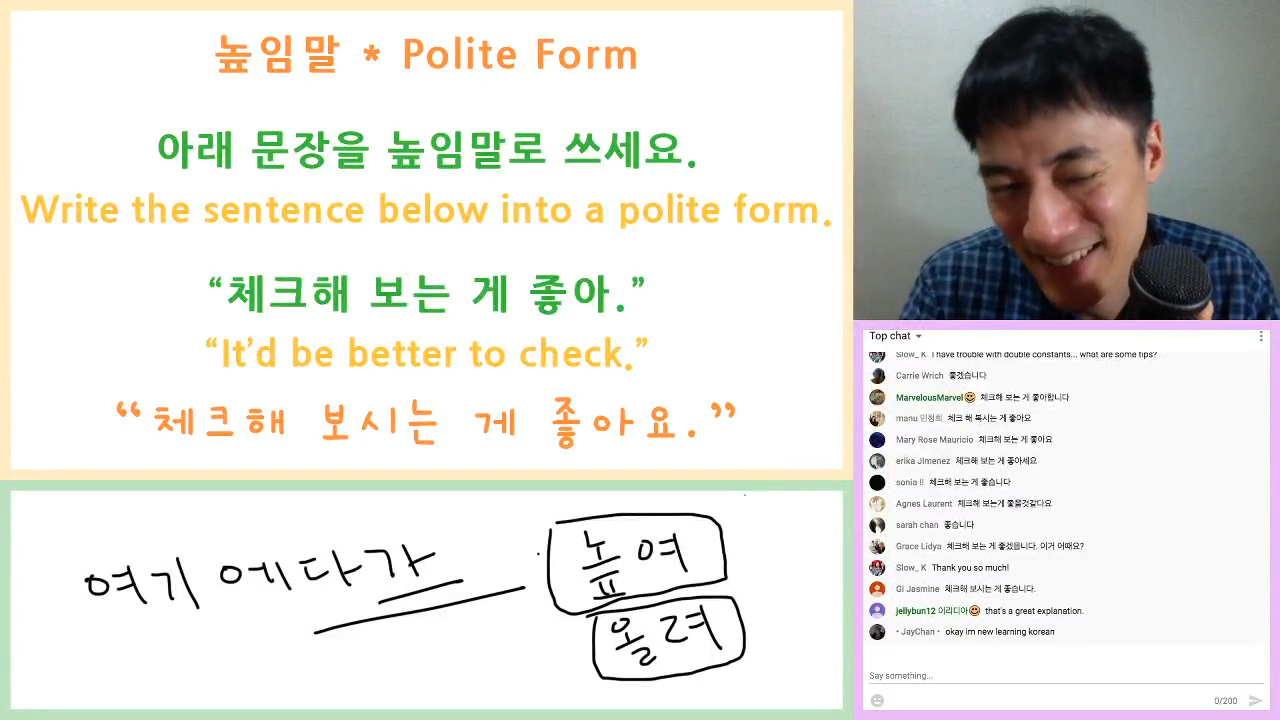 높임말 * Polite Form
아래 문장을 높임말로 쓰세요.
Write the sentence below into a polite form.
“체크해 보는 게 좋아.”
“It’d be better to check.”
“체크해 보시는 게 좋아요.”
여기 에다가
높여
올려
Top chat
Slow_ K I have trouble with double constants... what are some tips?
Carrie Wrich 좋겠습니다
MarvelousMarvel 체크해 보는 게 좋아합니다
manu 민정희 체크 해 복시는 게 좋아요
Mary Rose Mauricio 체크해 보는 게 좋아요
erika Jimenez 체크해 보는 게 좋아세요
sonia !! 체크해 보는 게 좋습니다
Agnes Laurent 체크해 보는게 좋을것같다요
sarah chan 좋습니다
Grace Lidya 체크해 보는 게 좋겠읍니다. 이거 어때요?
Slow_ K Thank you so much!
Gi Jasmine 체크해 보시는 게 좋습니다.
jellybun12 이리디아 that's a great explanation.
• JayChan • okay im new learning korean
Say something...
0/200